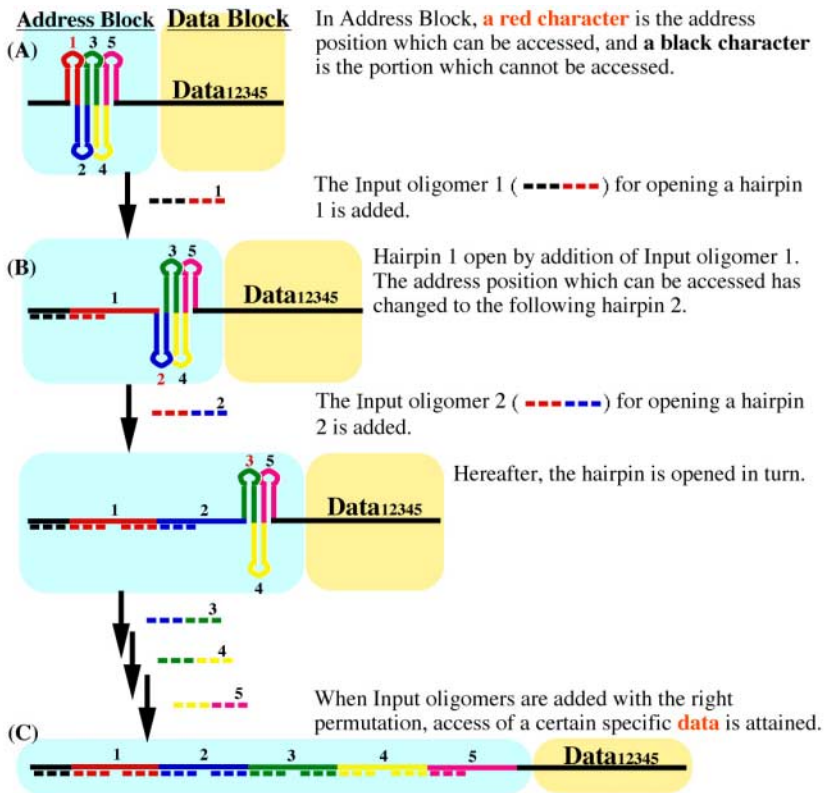 Address Block Data Block
In Address Block, a red character is the address
position which can be accessed, and a black character
is the portion which cannot be accessed.
(A)
1 3 5
Data12345
2 4
1
The Input oligomer 1 ( ) for opening a hairpin
1 is added.
(B)
3 5
Hairpin 1 open by addition of Input oligomer 1.
The address position which can be accessed has
changed to the following hairpin 2.
1
Data12345
2 4
2
The Input oligomer 2 ( ) for opening a hairpin
2 is added.
3 5
Hereafter, the hairpin is opened in turn.
1 2
Data12345
4
3
4
5
When Input oligomers are added with the right
permutation, access of a certain specific data is attained.
(C)
1 2 3 4 5
Data12345